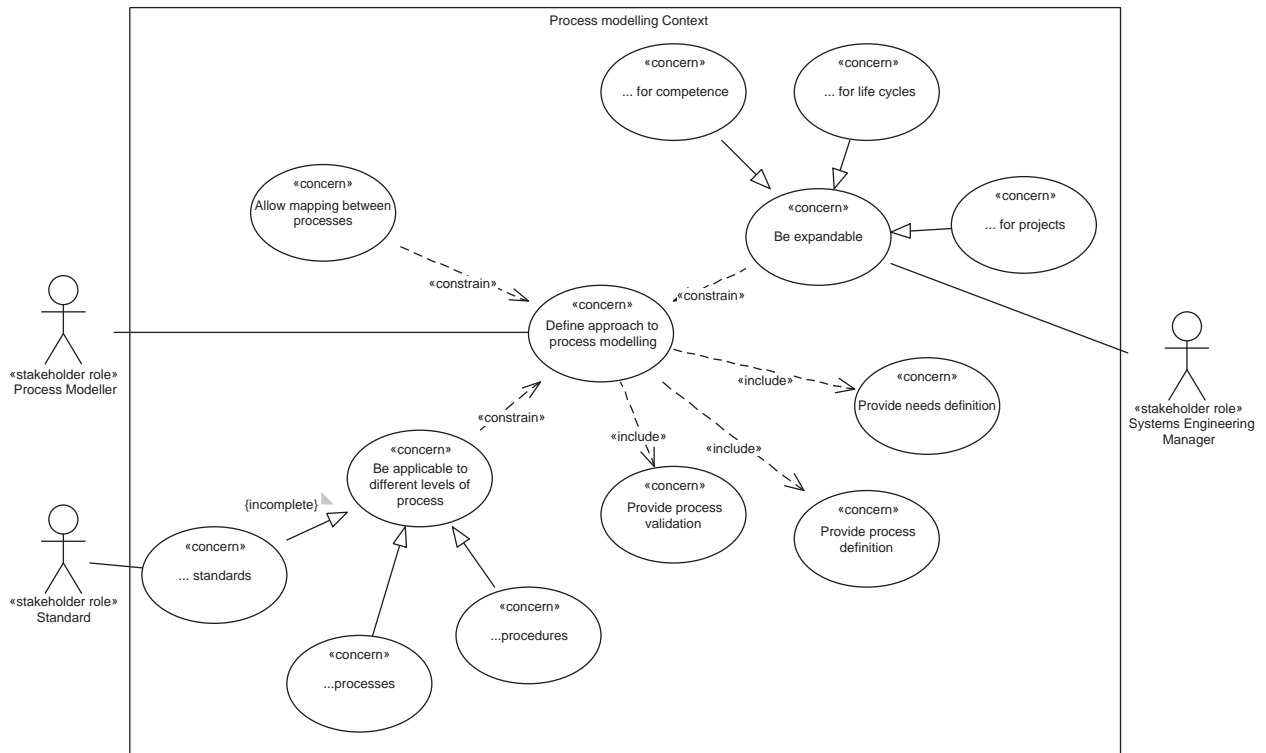 Process modelling Context
«concern»
... for competence
«concern»
... for life cycles
«concern»
Allow mapping between
processes
«concern»
Be expandable
«concern»
... for projects
«constrain»
«constrain»
«concern»
Define approach to
process modelling
«stakeholder role»
Process Modeller
«include»
«concern»
Provide needs definition
«stakeholder role»
Systems Engineering
Manager
«constrain»
«include»
«include»
«concern»
Be applicable to
different levels of
process
{incomplete}
«concern»
Provide process
validation
«concern»
Provide process
definition
«concern»
... standards
«stakeholder role»
Standard
«concern»
...procedures
«concern»
...processes